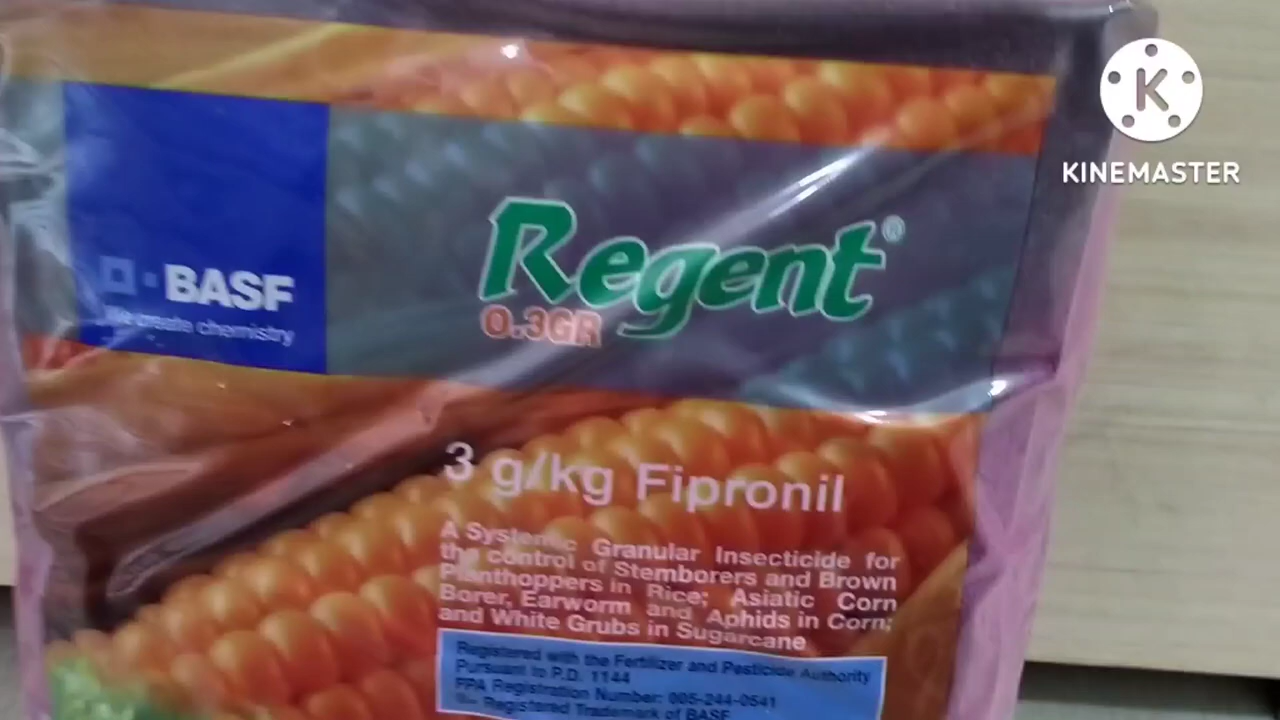 K
KINEMASTER
BASF
We create chemistry
Regent®
0.3GR
3 g/kg Fipronil
A Systemic Granular Insecticide for
the control of Stemborers and Brown
Planthoppers in Rice; Asiatic Corn
Borer, Earworm and Aphids in Corn;
and White Grubs in Sugarcane
Registered with the Fertilizer and Pesticide Authority
Pursuant to P.D. 1144
FPA Registration Number: 005-244-0541
Registered Trademark of BASF